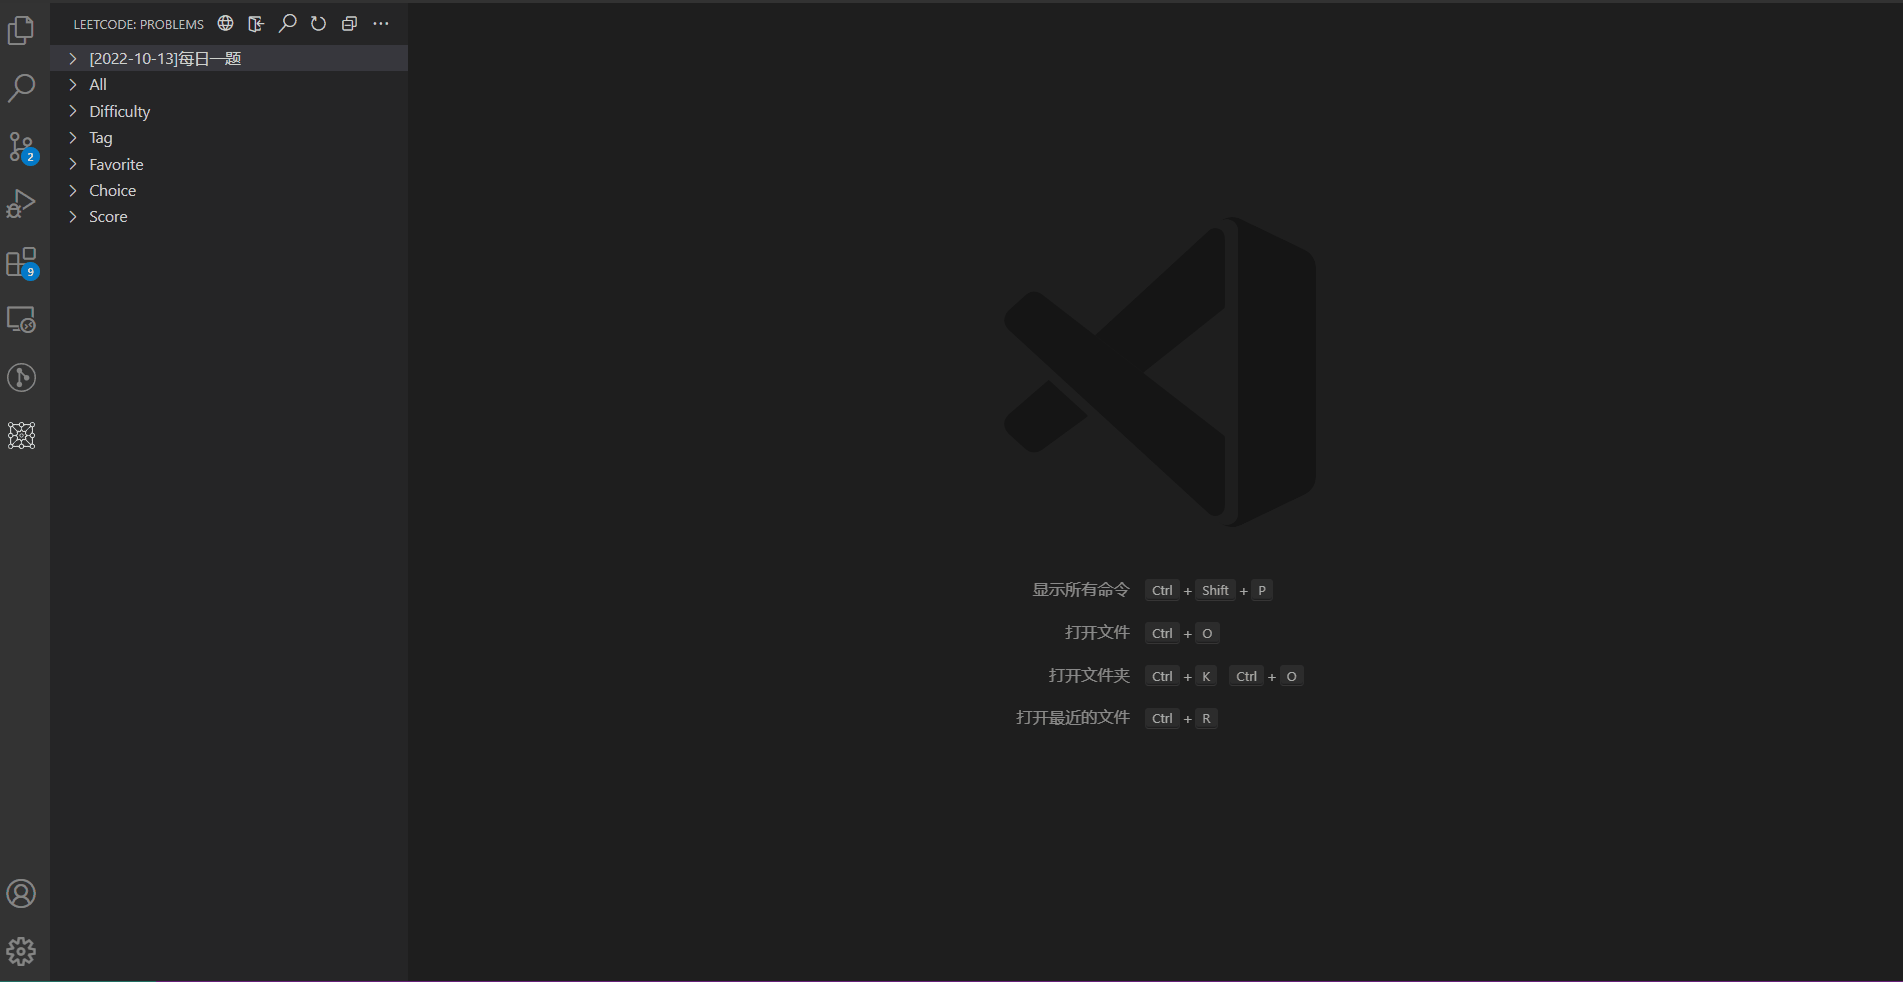 LEETCODE: PROBLEMS
[2022-10-13]每日一题
All
Difficulty
Tag
Favorite
Choice
Score
2
9
显示所有命令 Ctrl + Shift + P
打开文件 Ctrl + O
打开文件夹 Ctrl + K Ctrl + O
打开最近的文件 Ctrl + R